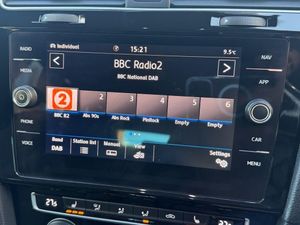 Individual 15:21 9.5°C
RADIO NAV
BBC Radio2
MEDIA APP
BBC National DAB
2 2 3 4 5 6
BBC R2 Abs 90s Abs Rock PlnRock Empty Empty
PHONE CAR
Band Station list Manual View Settings
DAB
VOICE MENU